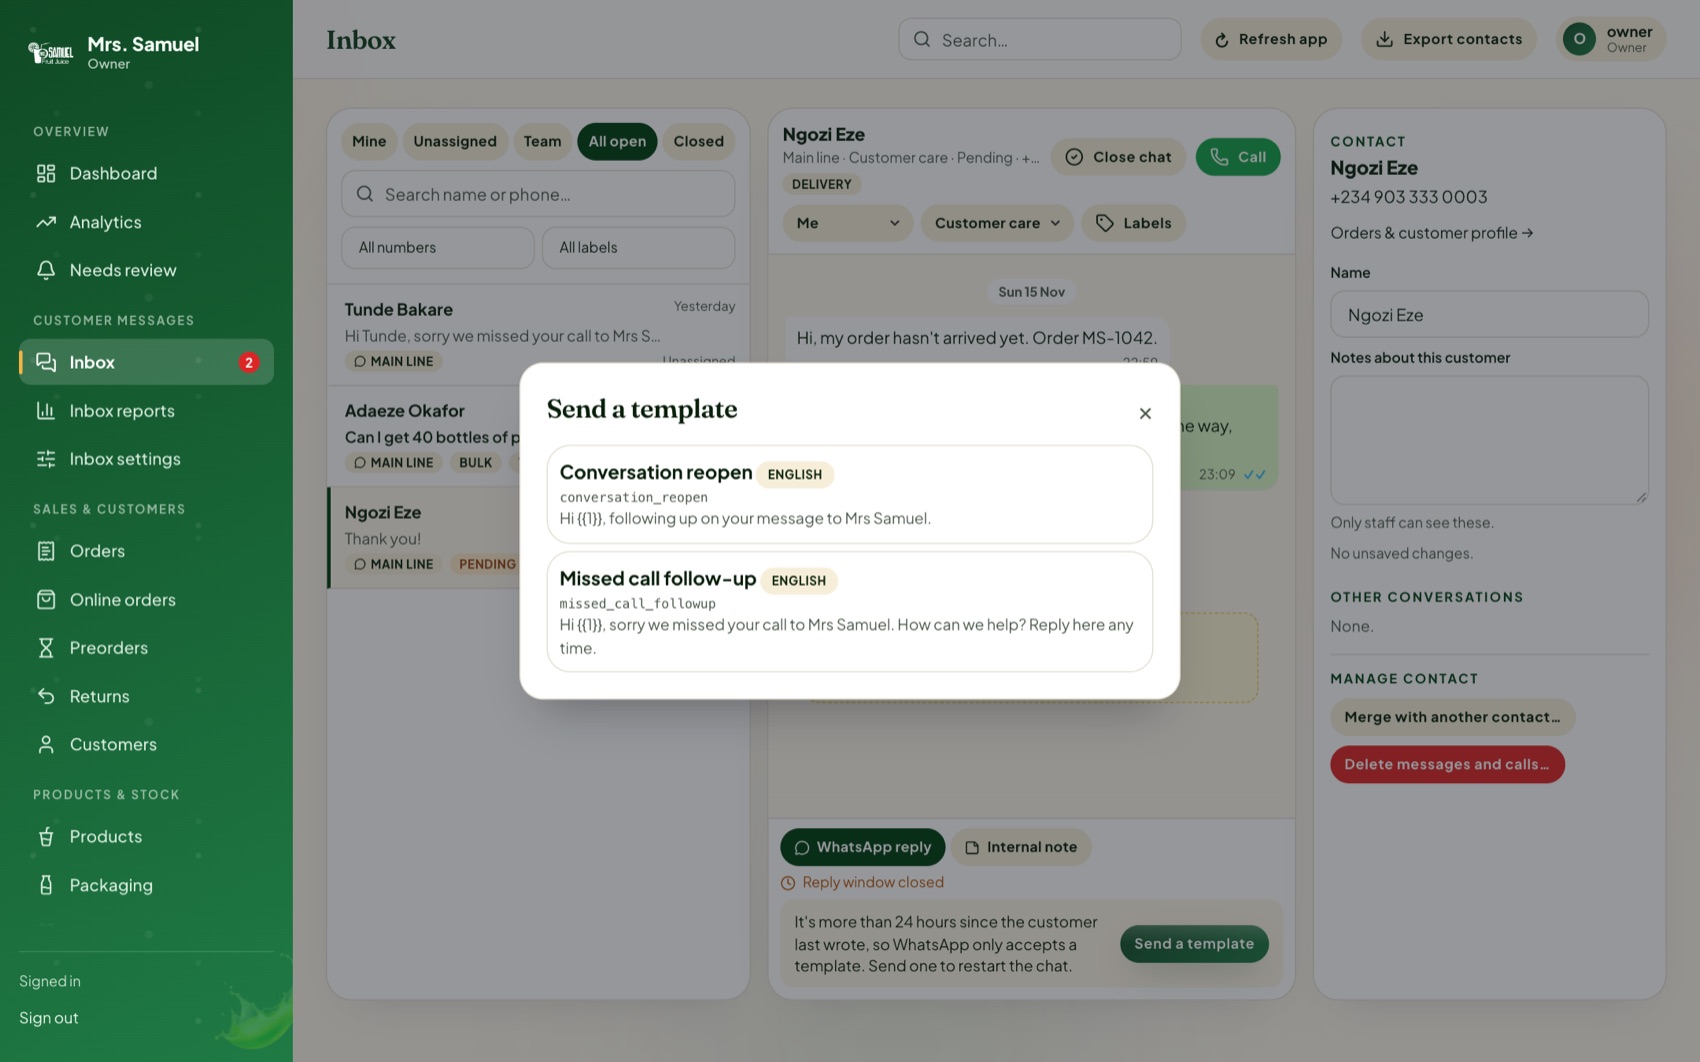 SAMUEL
Fruit Juice
Mrs. Samuel
Owner
OVERVIEW
Dashboard
Analytics
Needs review
CUSTOMER MESSAGES
Inbox
2
Inbox reports
Inbox settings
SALES & CUSTOMERS
Orders
Online orders
Preorders
Returns
Customers
PRODUCTS & STOCK
Products
Packaging
Signed in
Sign out
Inbox
Search...
Refresh app
Export contacts
O
owner
Owner
Mine
Unassigned
Team
All open
Closed
Search name or phone...
All numbers
All labels
Tunde Bakare
Yesterday
Hi Tunde, sorry we missed your call to Mrs S...
MAIN LINE
Unassigned
Adaeze Okafor
Can I get 40 bottles of p
MAIN LINE
BULK
Ngozi Eze
Thank you!
MAIN LINE
PENDING
Ngozi Eze
Main line · Customer care · Pending · +...
DELIVERY
Close chat
Call
Me
Customer care
Labels
Sun 15 Nov
Hi, my order hasn't arrived yet. Order MS-1042.
he way,
23:09
Send a template
Conversation reopen
ENGLISH
conversation_reopen
Hi {{1}}, following up on your message to Mrs Samuel.
Missed call follow-up
ENGLISH
missed_call_followup
Hi {{1}}, sorry we missed your call to Mrs Samuel. How can we help? Reply here any
time.
WhatsApp reply
Internal note
Reply window closed
It's more than 24 hours since the customer
last wrote, so WhatsApp only accepts a
template. Send one to restart the chat.
Send a template
CONTACT
Ngozi Eze
+234 903 333 0003
Orders & customer profile →
Name
Ngozi Eze
Notes about this customer
Only staff can see these.
No unsaved changes.
OTHER CONVERSATIONS
None.
MANAGE CONTACT
Merge with another contact...
Delete messages and calls...